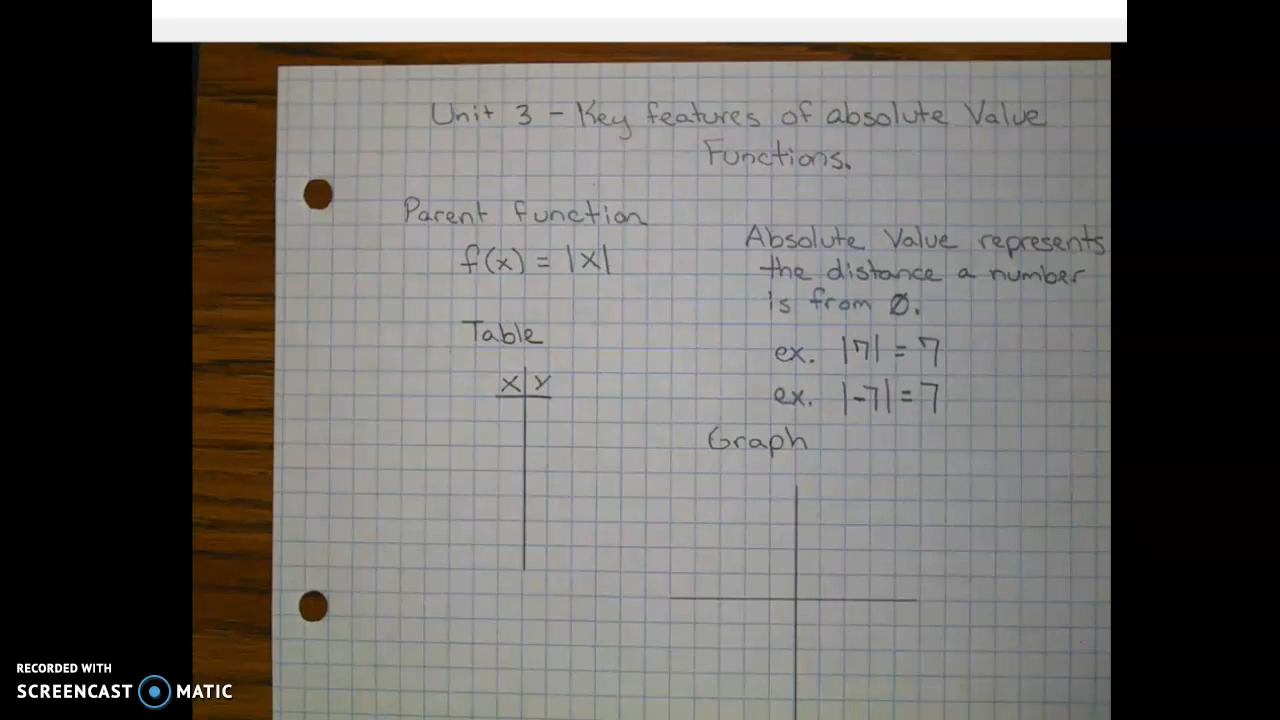 Unit 3 - Key features of absolute Value
Functions.
Parent function
f(x) = |x|
Absolute Value represents
the distance a number
is from 0.
ex. |7| = 7
ex. |-7| = 7
Table
X Y
Graph
RECORDED WITH
SCREENCAST MATIC